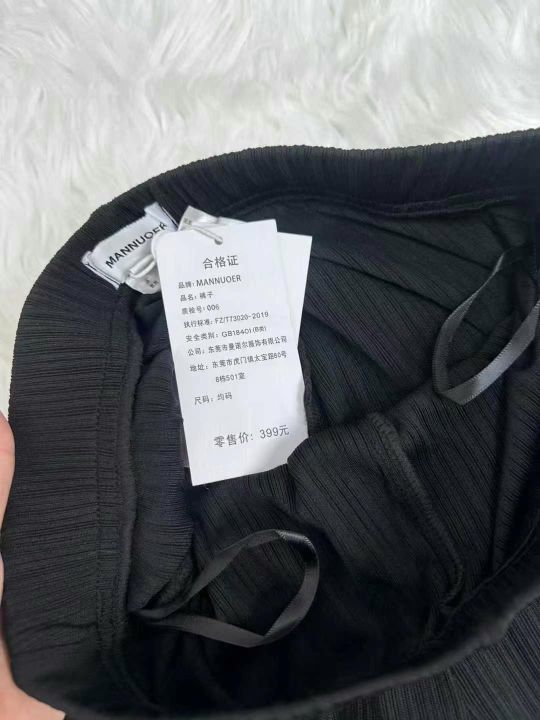 MANNUOER
合格证
品牌: MANNUOER
品名: 裤子
质检号: 006
执行标准: FZ/T73020-2019
安全类别: GB18401(B类)
公司: 东莞市曼诺尔服饰有限公司
地址: 东莞市虎门镇太宝路80号
8栋501室
尺码: 均码
零售价: 399元